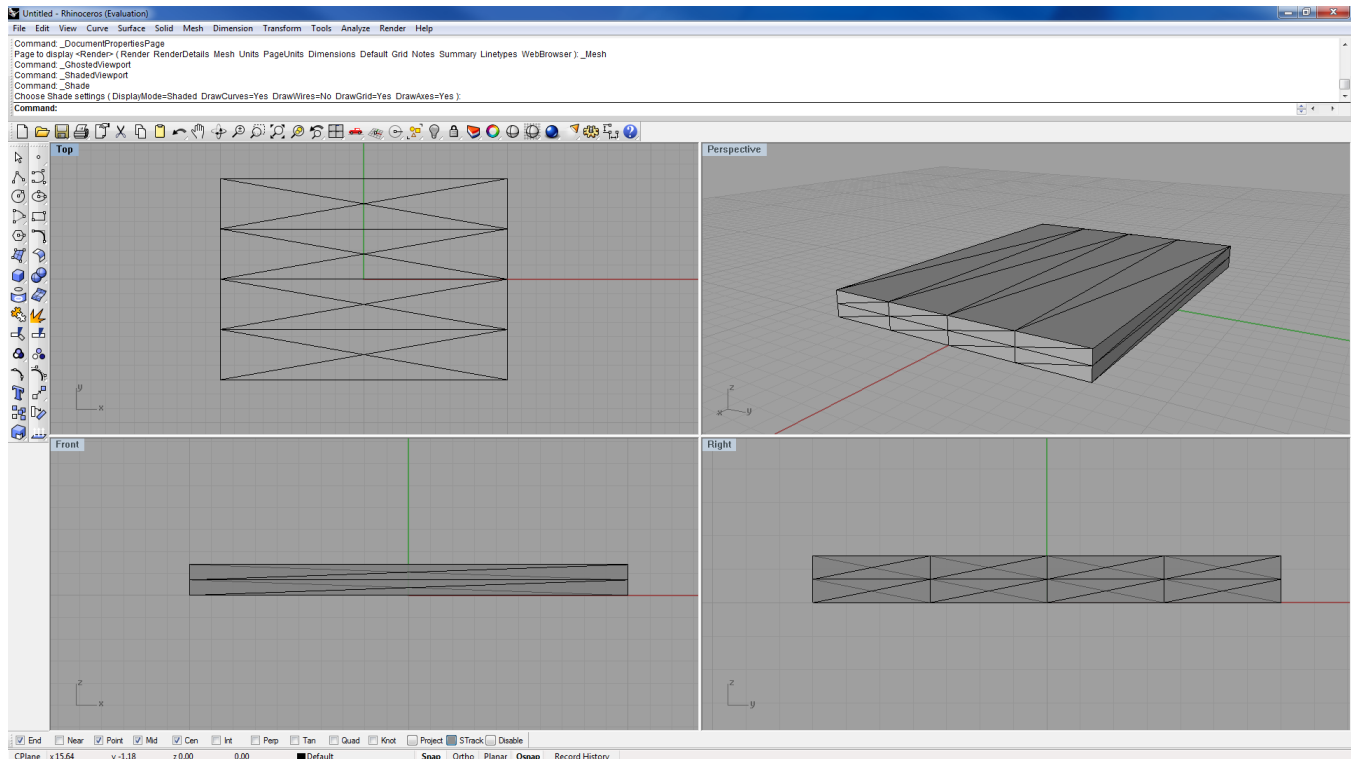 Untitled - Rhinoceros (Evaluation)
File Edit View Curve Surface Solid Mesh Dimension Transform Tools Analyze Render Help
Command: _DocumentPropertiesPage
Page to display <Render> ( Render RenderDetails Mesh Units PageUnits Dimensions Default Grid Notes Summary Linetypes WebBrowser ): _Mesh
Command: _GhostedViewport
Command: _ShadedViewport
Command: _Shade
Choose Shade settings ( DisplayMode=Shaded DrawCurves=Yes DrawWires=No DrawGrid=Yes DrawAxes=Yes ):
Command:
Top
y
x
Perspective
z
x
y
Front
z
x
Right
z
y
End Near Point Mid Cen Int Perp Tan Quad Knot Project STrack Disable
CPlane x 15.64 y -1.18 z 0.00 0.00 Default Snap Ortho Planar Osnap Record History